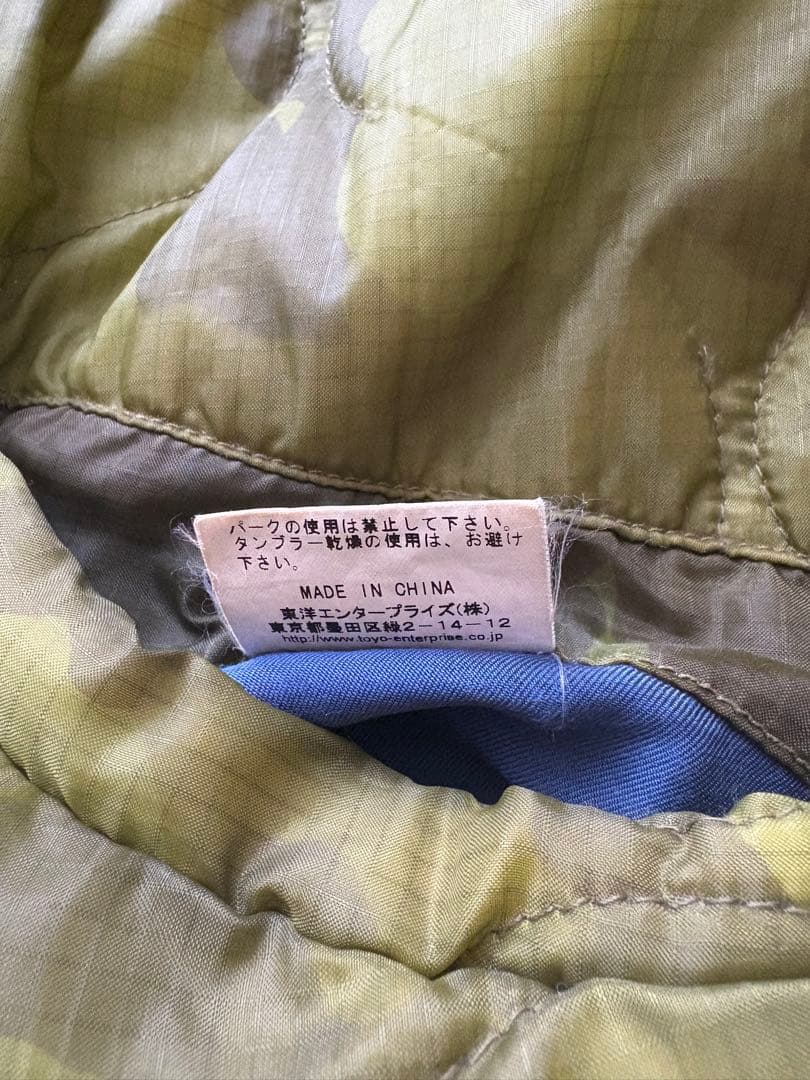 パークの使用は禁止して下さい。
タンブラー乾燥の使用は、お避け
下さい。
MADE IN CHINA
東洋エンタープライズ(株)
東京都墨田区緑2-14-12
http://www.toyo-enterprise.co.jp